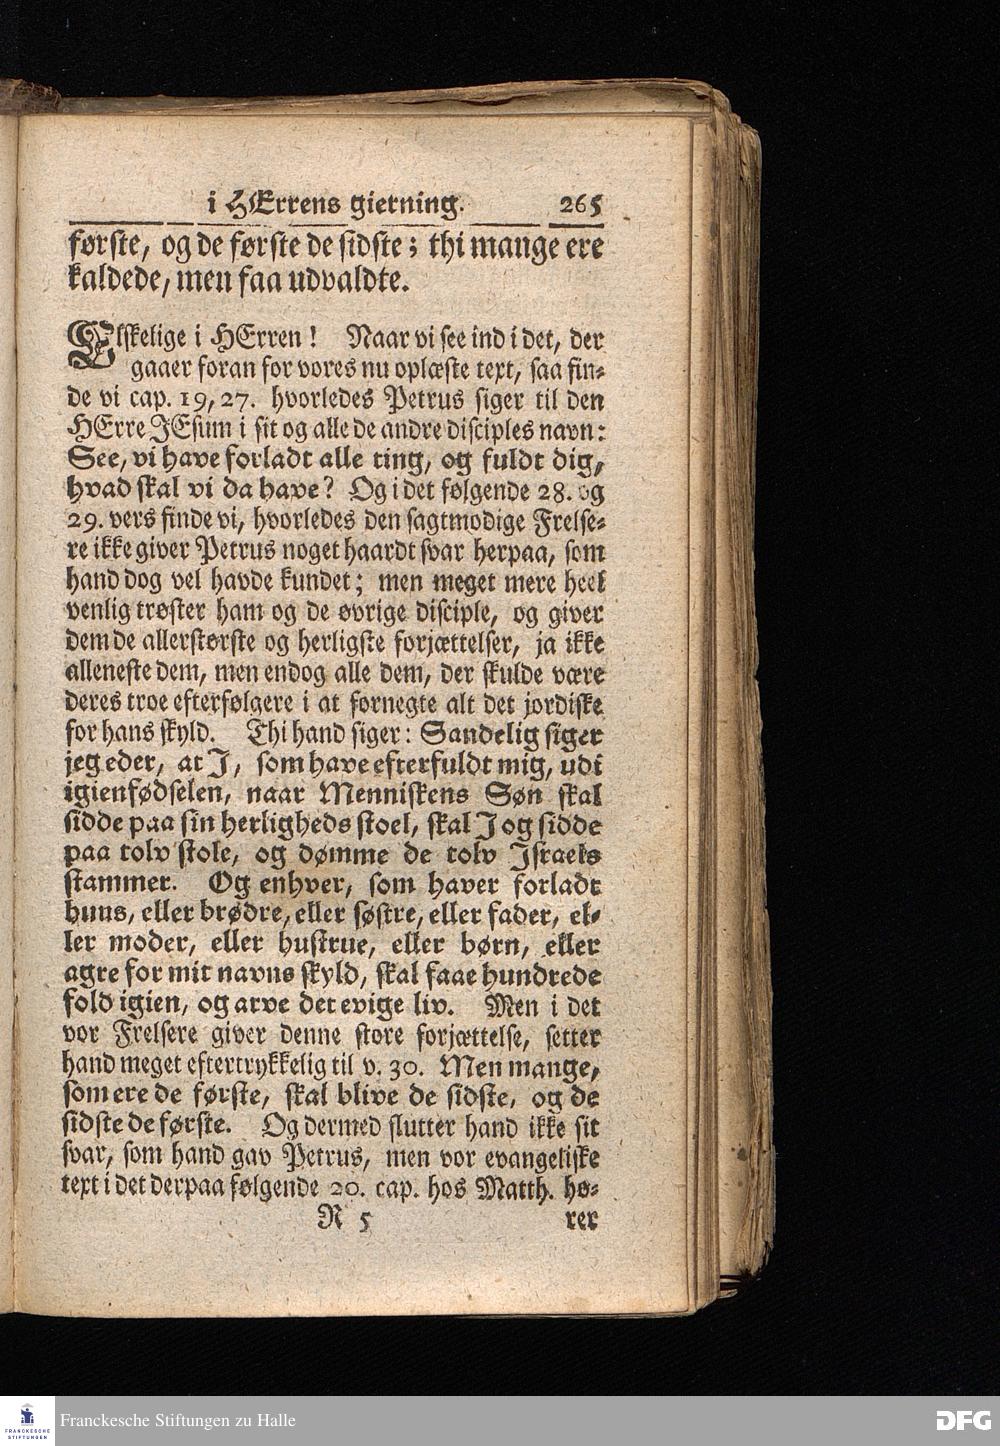 i HErrens gierning. 265
første, og de første de sidste; thi mange ere
kaldede, men faa udvaldte.
Elskelige i HErren! Naar vi see ind i det, der
gaaer foran for vores nu oplæste text, saa fin-
de vi cap. 19, 27. hvorledes Petrus siger til den
HErre JEsum i sit og alle de andre disciples navn:
See, vi have forladt alle ting, og fuldt dig,
hvad skal vi da have? Og i det følgende 28. og
29. vers finde vi, hvorledes den sagtmodige Frelse-
re ikke giver Petrus noget haardt svar herpaa, som
hand dog vel havde kundet; men meget mere heel
venlig trøster ham og de øvrige disciple, og giver
dem de allerstørste og herligste forjættelser, ja ikke
alleneste dem, men endog alle dem, der skulde være
deres troe efterfølgere i at fornegte alt det jordiske
for hans skyld. Thi hand siger: Sandelig siger
jeg eder, at J, som have efterfuldt mig, udi
igienfødselen, naar Menniskens Søn skal
sidde paa sin herligheds stoel, skal J og sidde
paa tolv stole, og dømme de tolv Israels
stammer. Og enhver, som haver forladt
huus, eller brødre, eller søstre, eller fader, el-
ler moder, eller hustrue, eller børn, eller
agre for mit navns skyld, skal faae hundrede
fold igien, og arve det evige liv. Men i det
vor Frelsere giver denne store forjættelse, setter
hand meget eftertrykkelig til v. 30. Men mange,
som ere de første, skal blive de sidste, og de
sidste de første. Og dermed slutter hand ikke sit
svar, som hand gav Petrus, men vor evangeliske
text i det derpaa følgende 20. cap. hos Matth. hø-
R 5 rer
FRANCKESCHE STIFTUNGEN
Franckesche Stiftungen zu Halle
DFG